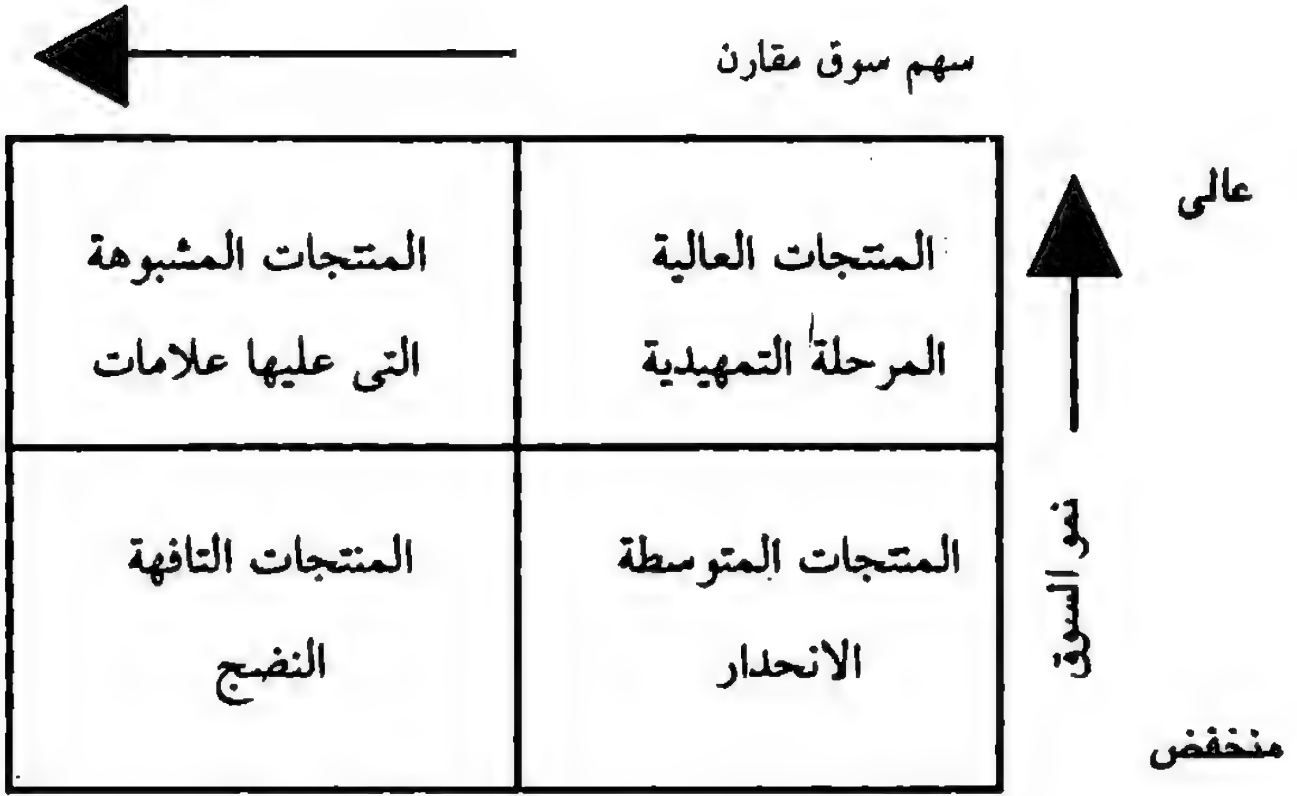 سهم سوق مقارن
عالى
المنتجات العالية
المرحلة التمهيدية
المنتجات المشبوهة
التى عليها علامات
نمو السوق
المنتجات المتوسطة
الانحدار
المنتجات التافهة
النضج
منخفض